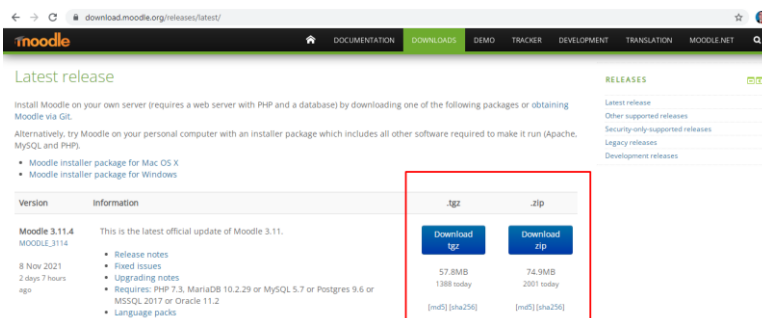 download.moodle.org/releases/latest/
moodle
DOCUMENTATION DOWNLOADS DEMO TRACKER DEVELOPMENT TRANSLATION MOODLE.NET
Latest release
Install Moodle on your own server (requires a web server with PHP and a database) by downloading one of the following packages or obtaining
Moodle via Git.
Alternatively, try Moodle on your personal computer with an installer package which includes all other software required to make it run (Apache,
MySQL and PHP).
• Moodle installer package for Mac OS X
• Moodle installer package for Windows
RELEASES
Latest release
Other supported releases
Security-only-supported releases
Legacy releases
Development releases
Version Information .tgz .zip
Moodle 3.11.4
MOODLE_3114
8 Nov 2021
2 days 7 hours
ago
This is the latest official update of Moodle 3.11.
• Release notes
• Fixed issues
• Upgrading notes
• Requires: PHP 7.3, MariaDB 10.2.29 or MySQL 5.7 or Postgres 9.6 or
MSSQL 2017 or Oracle 11.2
• Language packs
Download
tgz
57.8MB
1388 today
[md5] [sha256]
Download
zip
74.9MB
2001 today
[md5] [sha256]